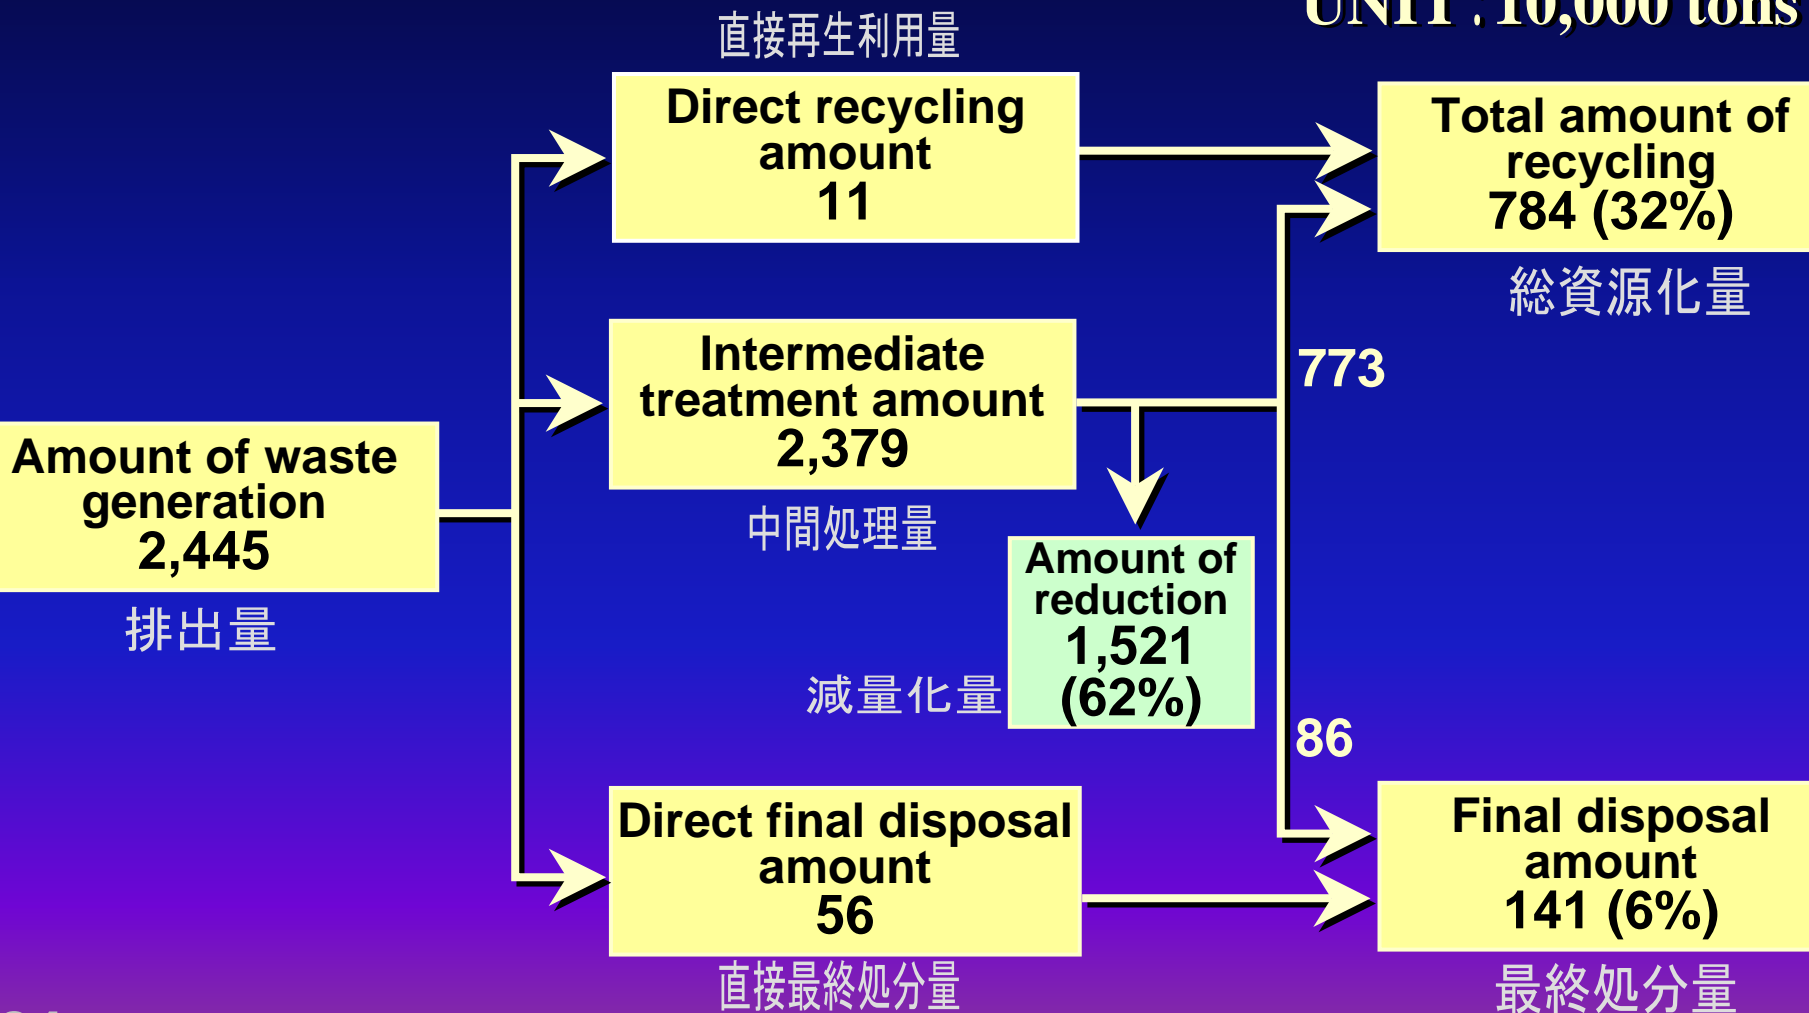 UNIT : 10,000 tons
直接再生利用量
Direct recycling
amount
11
Total amount of
recycling
784 (32%)
総資源化量
Intermediate
treatment amount
2,379
中間処理量
773
Amount of waste
generation
2,445
排出量
Amount of
reduction
1,521
(62%)
減量化量
86
Direct final disposal
amount
56
直接最終処分量
Final disposal
amount
141 (6%)
最終処分量